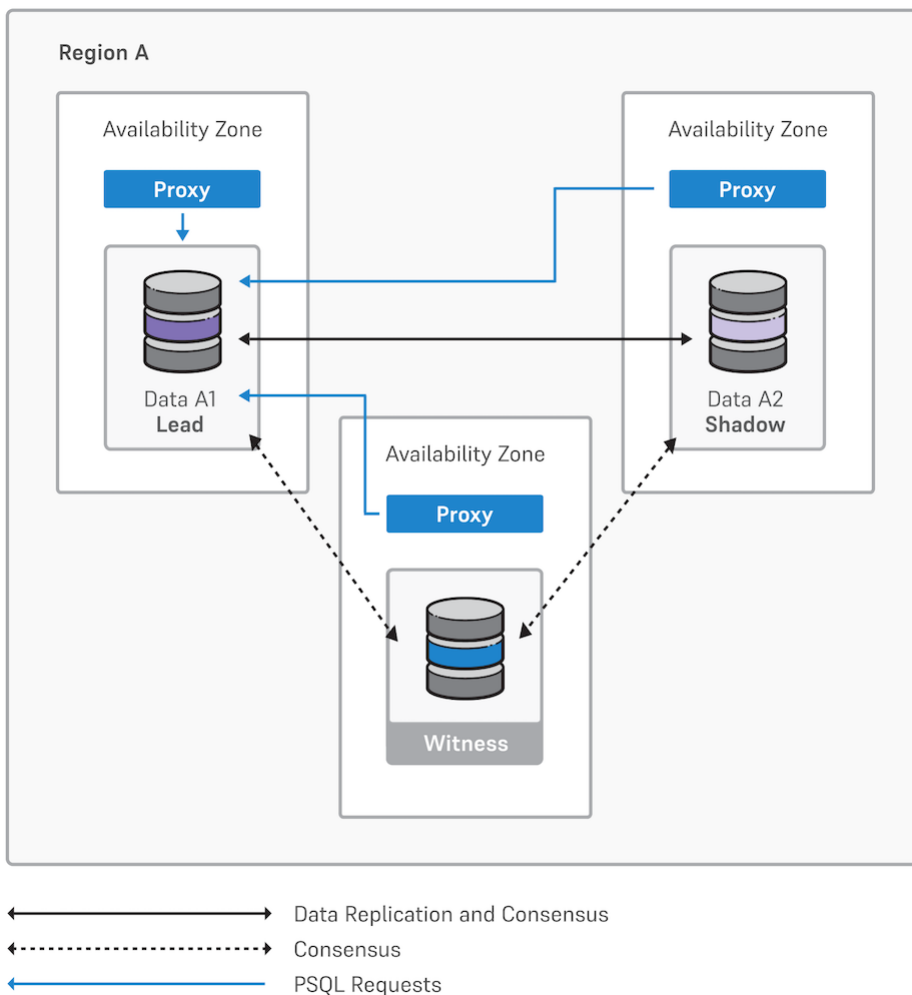 Region A
Availability Zone
Proxy
Data A1
Lead
Availability Zone
Proxy
Data A2
Shadow
Availability Zone
Proxy
Witness
Data Replication and Consensus
Consensus
PSQL Requests